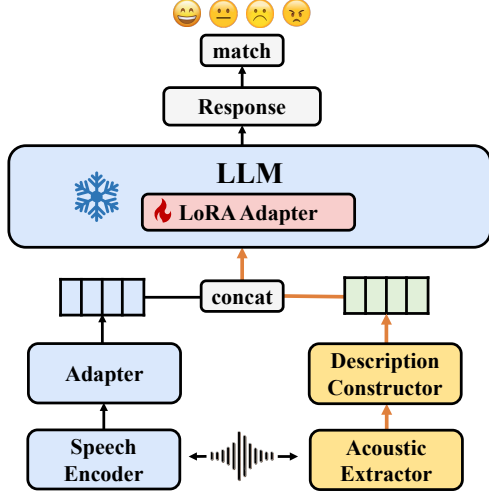 match
Response
LLM
LoRA Adapter
concat
Adapter
Description
Constructor
Speech
Encoder
Acoustic
Extractor